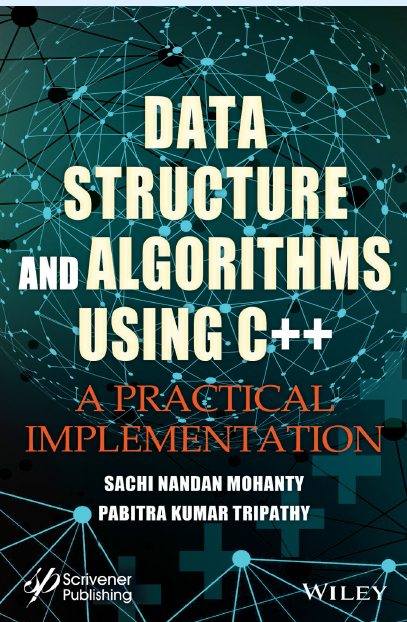 DATA
STRUCTURE
AND ALGORITHMS
USING C++
A PRACTICAL
IMPLEMENTATION
SACHI NANDAN MOHANTY
PABITRA KUMAR TRIPATHY
Scrivener
Publishing
WILEY